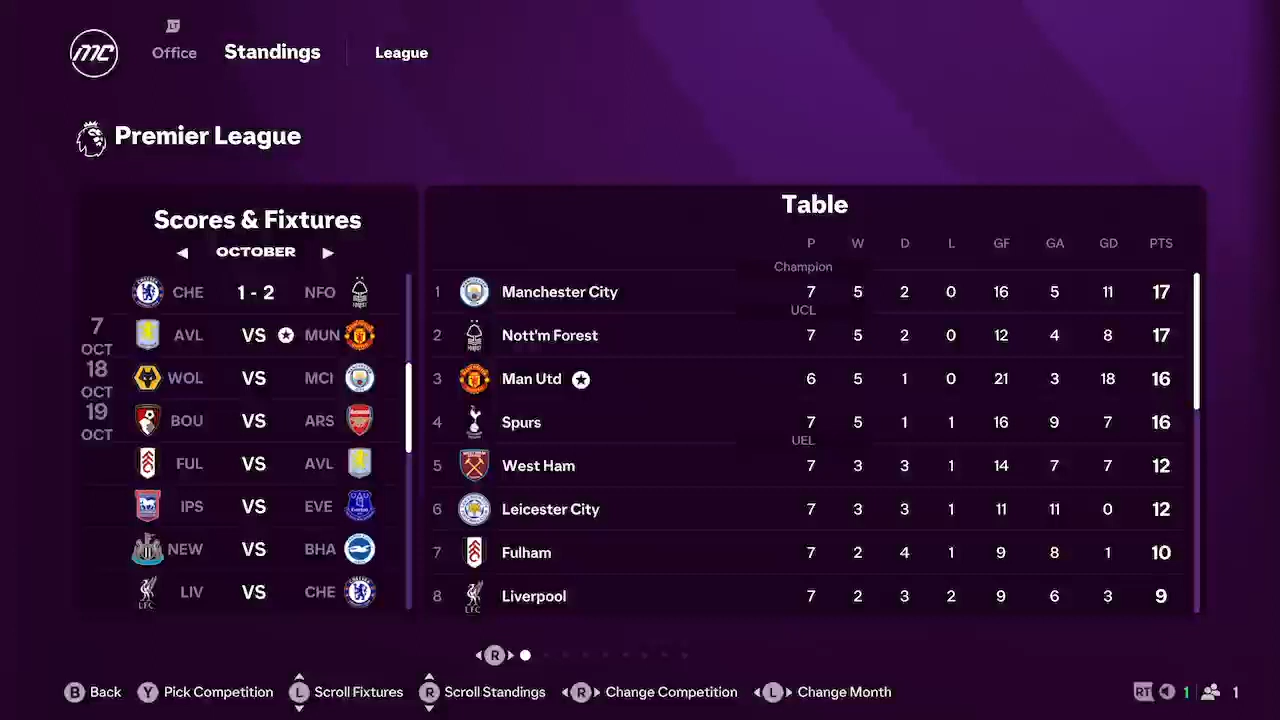 LT
MC Office Standings League
Premier League
Scores & Fixtures
OCTOBER
CHE 1 - 2 NFO
7 OCT AVL VS MUN
18 OCT WOL VS MCI
19 OCT BOU VS ARS
FUL VS AVL
IPS VS EVE
NEW VS BHA
LIV VS CHE
Table
P W D L GF GA GD PTS
Champion
1 Manchester City 7 5 2 0 16 5 11 17
UCL
2 Nott'm Forest 7 5 2 0 12 4 8 17
3 Man Utd 6 5 1 0 21 3 18 16
4 Spurs 7 5 1 1 16 9 7 16
UEL
5 West Ham 7 3 3 1 14 7 7 12
6 Leicester City 7 3 3 1 11 11 0 12
7 Fulham 7 2 4 1 9 8 1 10
8 Liverpool 7 2 3 2 9 6 3 9
R
B Back Y Pick Competition L Scroll Fixtures R Scroll Standings R Change Competition L Change Month RT 1 1